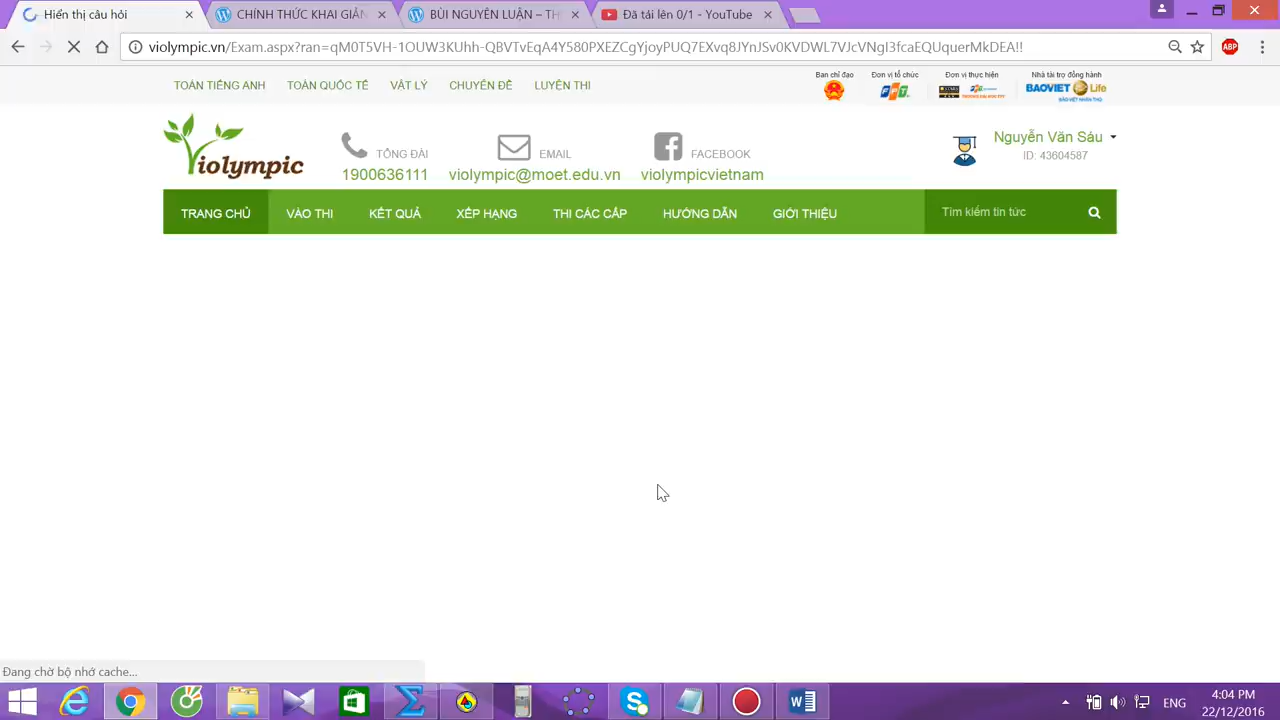 Hiển thị câu hỏi
CHÍNH THỨC KHAI GIẢN
BÙI NGUYÊN LUẬN – TIẾ
Đã tải lên 0/1 - YouTube
violympic.vn/Exam.aspx?ran=qM0T5VH-1OUW3KUhh-QBVTvEqA4Y580PXEZCgYjoyPUQ7EXvq8JYnJSv0KVDWL7VJcVNgI3fcaEQUquerMkDEA!!
ABP
TOÁN TIẾNG ANH
TOÁN QUỐC TẾ
VẬT LÝ
CHUYÊN ĐỀ
LUYỆN THI
Ban chỉ đạo
Đơn vị tổ chức
Đơn vị thực hiện
Nhà tài trợ đồng hành
BAOVIET Life
Violympic
TỔNG ĐÀI
1900636111
EMAIL
violympic@moet.edu.vn
FACEBOOK
violympicvietnam
Nguyễn Văn Sáu
ID: 43604587
TRANG CHỦ
VÀO THI
KẾT QUẢ
XẾP HẠNG
THI CÁC CẤP
HƯỚNG DẪN
GIỚI THIỆU
Tìm kiếm tin tức
Đang chờ bộ nhớ cache...
ENG
4:04 PM
22/12/2016